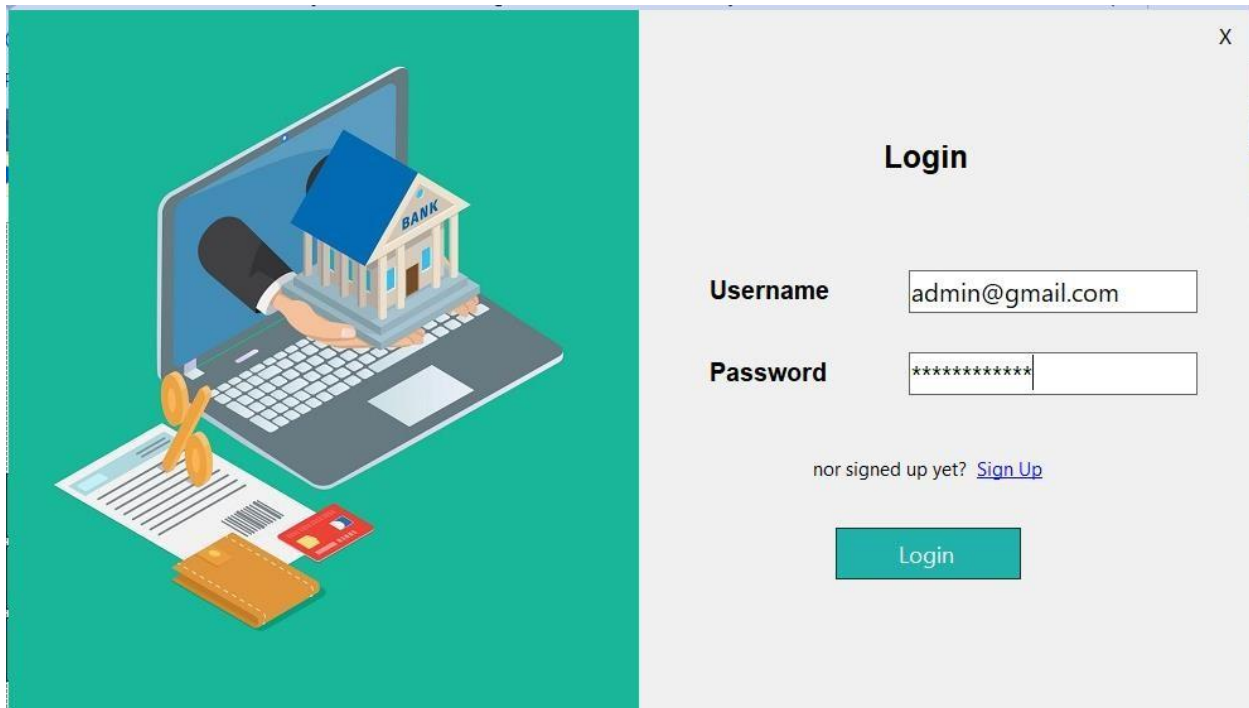 X
BANK
Login
Username admin@gmail.com
Password ************
nor signed up yet? Sign Up
Login